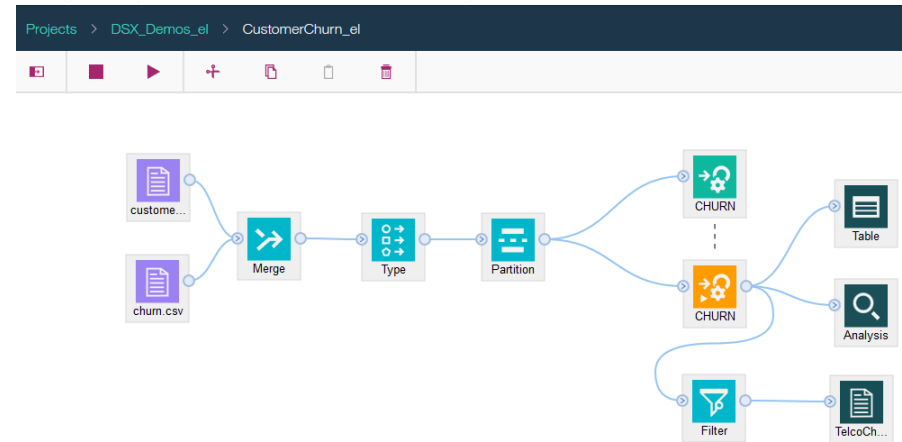 Projects > DSX_Demos_el > CustomerChurn_el
custome...
churn.csv
Merge
Type
Partition
CHURN
CHURN
Table
Analysis
Filter
TelcoCh...